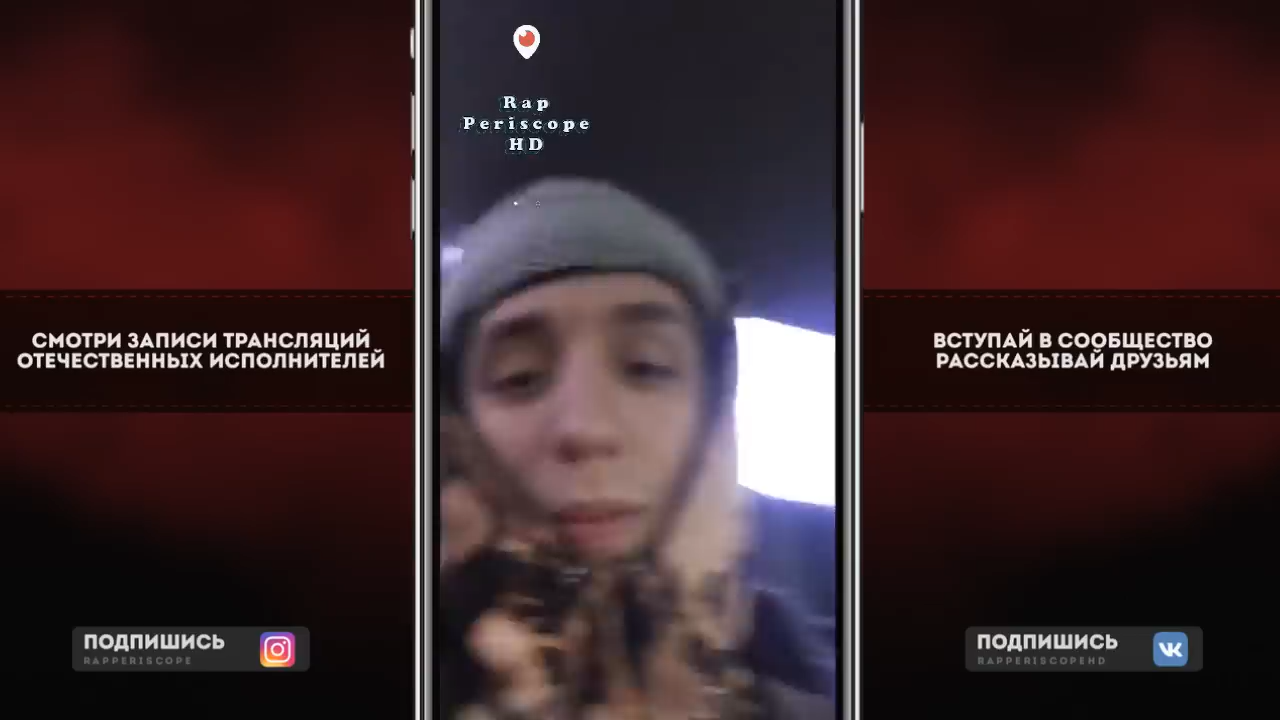 Rap
Periscope
HD
СМОТРИ ЗАПИСИ ТРАНСЛЯЦИЙ
ОТЕЧЕСТВЕННЫХ ИСПОЛНИТЕЛЕЙ
ВСТУПАЙ В СООБЩЕСТВО
РАССКАЗЫВАЙ ДРУЗЬЯМ
ПОДПИШИСЬ
RAPPERISCOPE
ПОДПИШИСЬ
RAPPERISCOPEHD